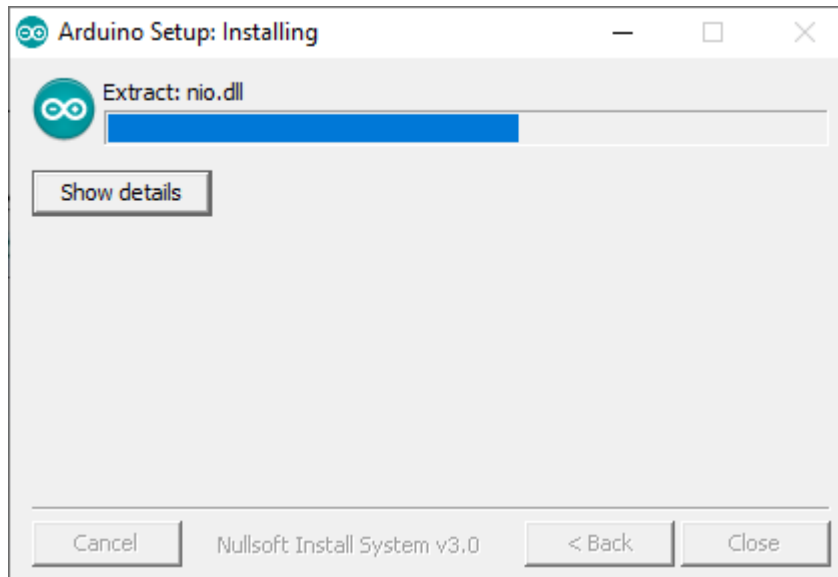 Arduino Setup: Installing
Extract: nio.dll
Show details
Cancel
Nullsoft Install System v3.0
< Back
Close